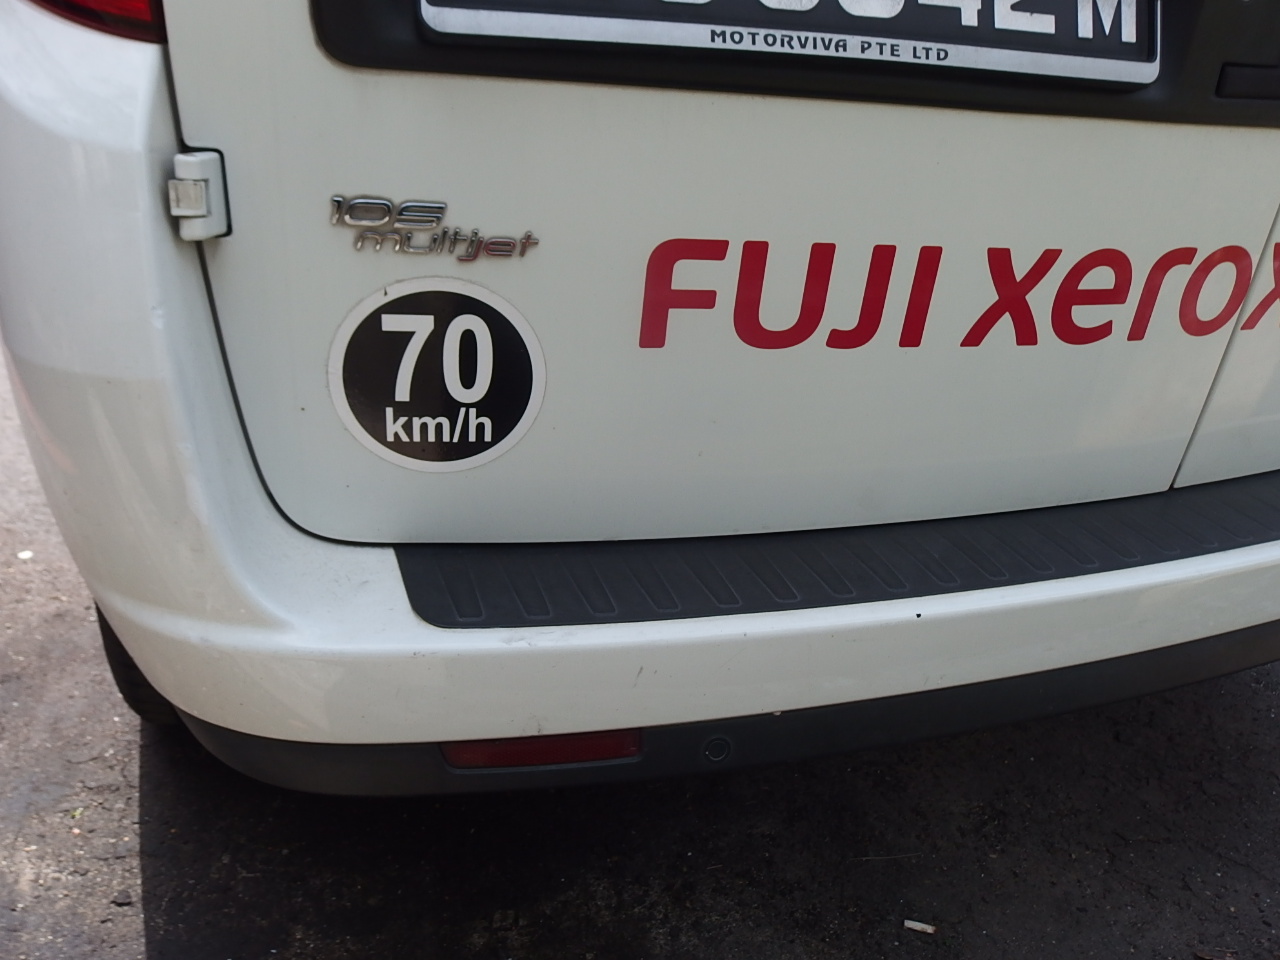 MOTORVIVA PTE LTD
105
multijet
FUJI xerox
70
km/h